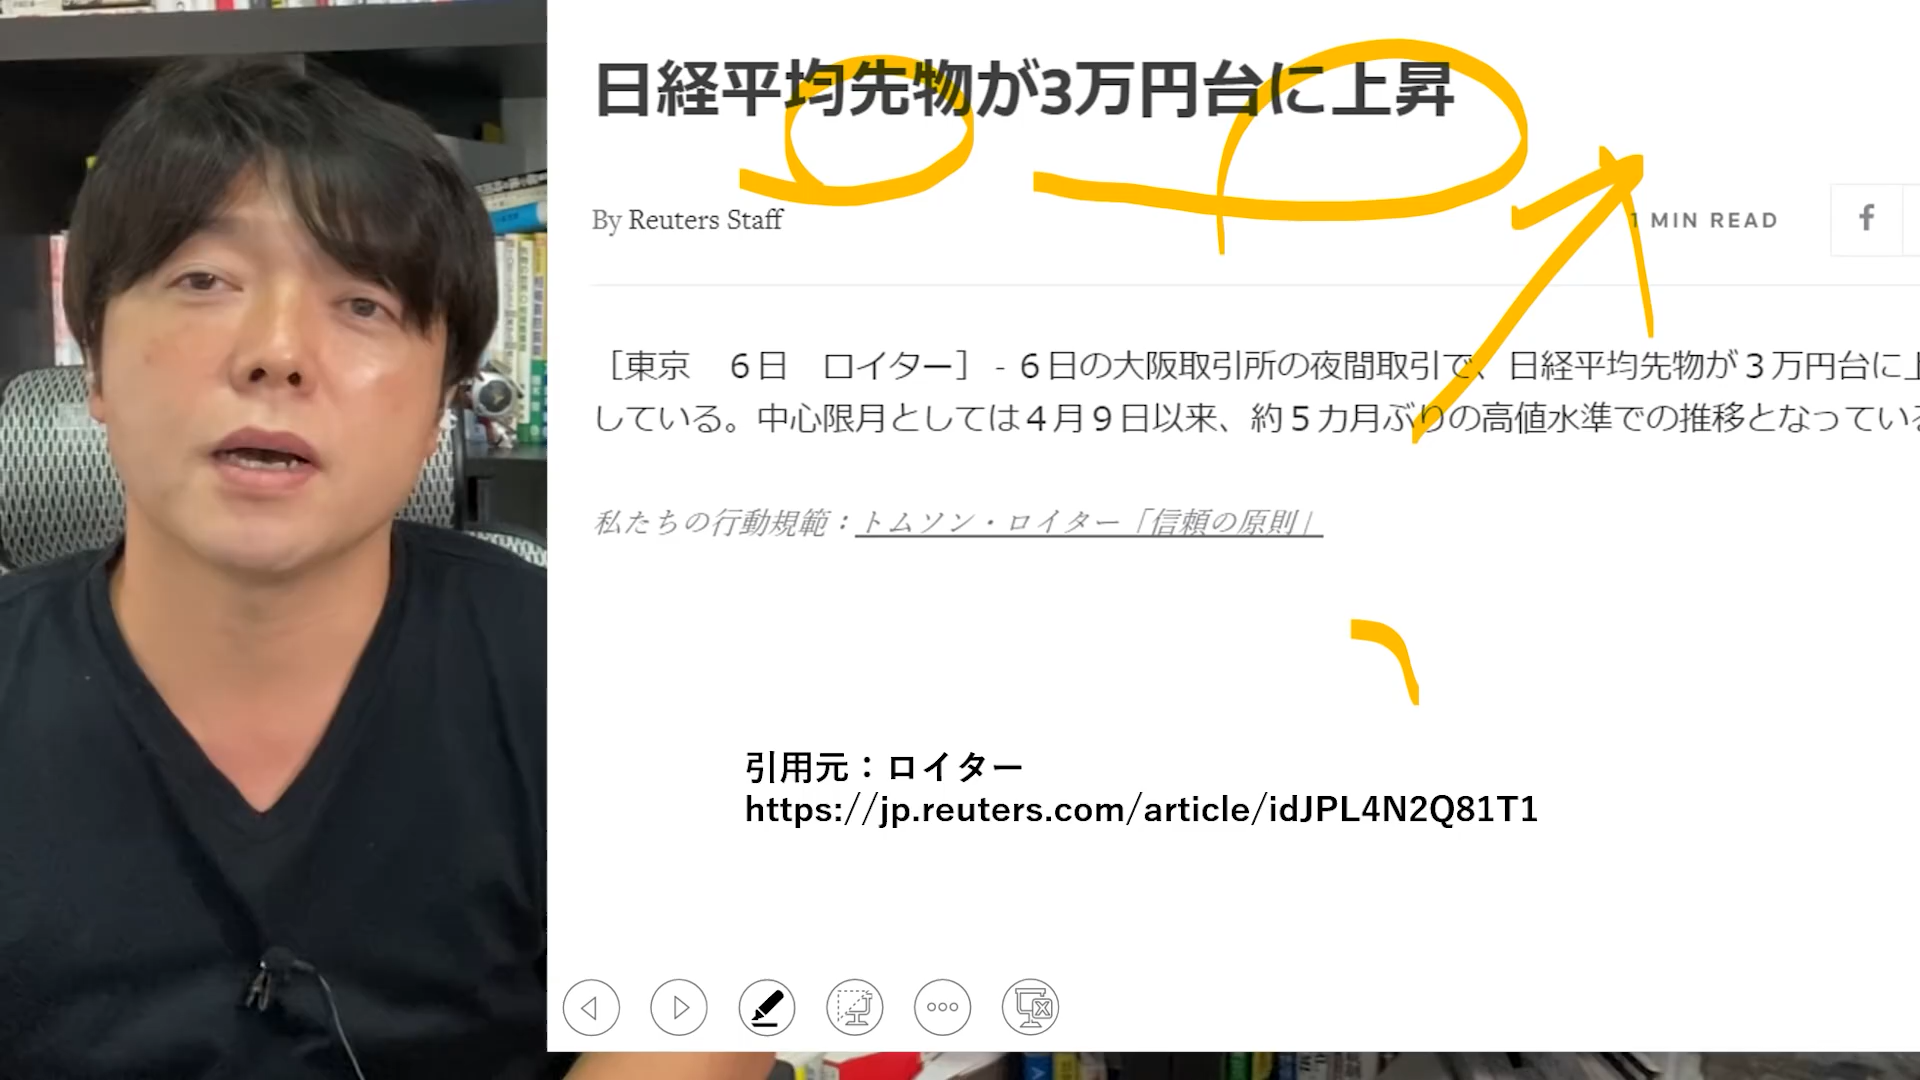 日経平均先物が3万円台に上昇
By Reuters Staff
1 MIN READ
f
［東京　６日　ロイター］ - ６日の大阪取引所の夜間取引で、日経平均先物が３万円台に上
している。中心限月としては４月９日以来、約５カ月ぶりの高値水準での推移となっている
私たちの行動規範：トムソン・ロイター「信頼の原則」
引用元：ロイター
https://jp.reuters.com/article/idJPL4N2Q81T1